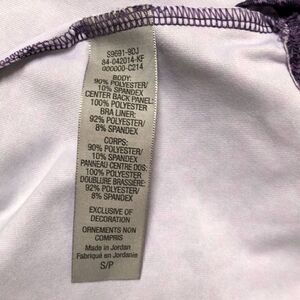 S9691-9DJ
84-042014-KF
000000-C214
BODY:
90% POLYESTER/
10% SPANDEX
CENTER BACK PANEL:
100% POLYESTER
BRA LINER:
92% POLYESTER/
8% SPANDEX
CORPS:
90% POLYESTER/
10% SPANDEX
PANNEAU CENTRE DOS:
100% POLYESTER
DOUBLURE BRASSIÈRE:
92% POLYESTER/
8% SPANDEX
EXCLUSIVE OF
DECORATION
ORNEMENTS NON
COMPRIS
Made in Jordan
Fabriqué en Jordanie
S/P